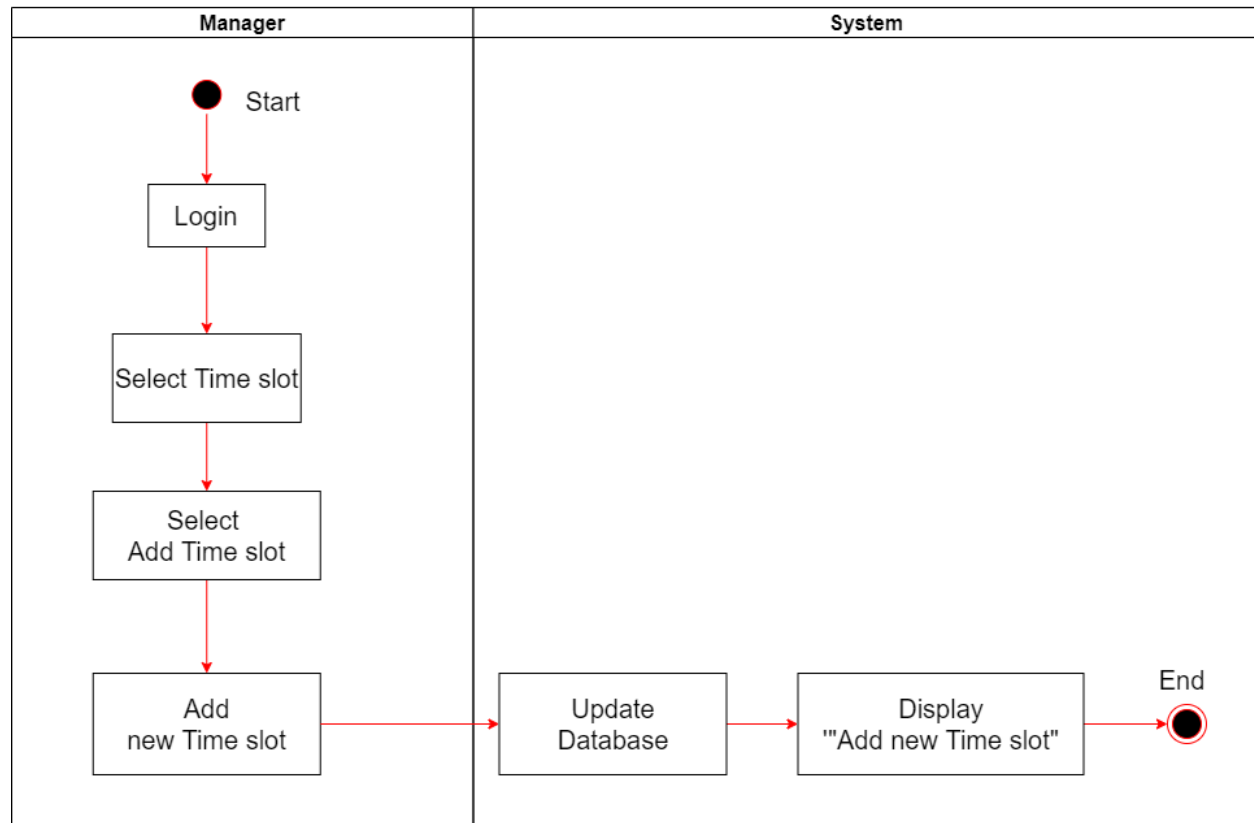 Manager
System
Start
Login
Select Time slot
Select
Add Time slot
Add
new Time slot
Update
Database
Display
'"Add new Time slot"
End